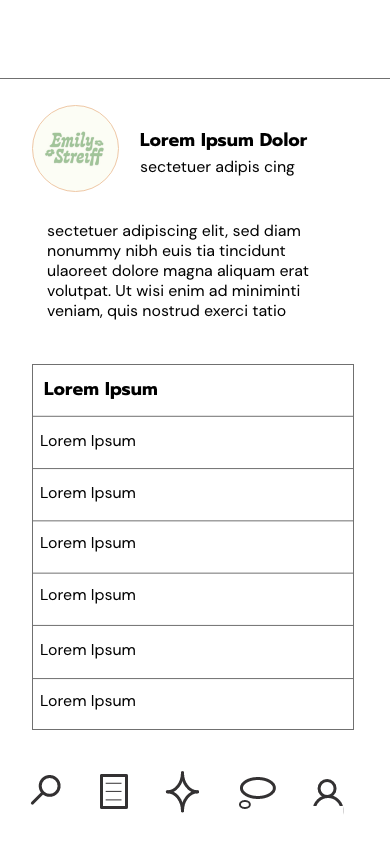 Emily
Streiff
Lorem Ipsum Dolor
sectetuer adipis cing
sectetuer adipiscing elit, sed diam
nonummy nibh euis tia tincidunt
ulaoreet dolore magna aliquam erat
volutpat. Ut wisi enim ad miniminti
veniam, quis nostrud exerci tatio
Lorem Ipsum
Lorem Ipsum
Lorem Ipsum
Lorem Ipsum
Lorem Ipsum
Lorem Ipsum
Lorem Ipsum